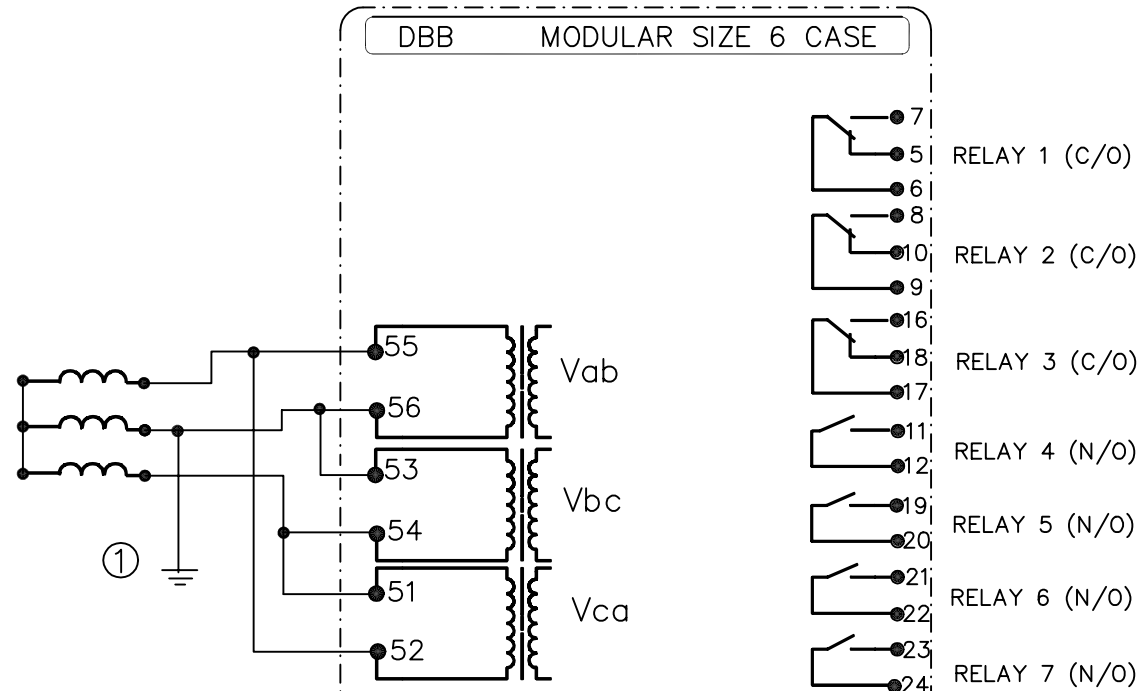 DBB MODULAR SIZE 6 CASE
7
5 RELAY 1 (C/O)
6
8
10 RELAY 2 (C/O)
9
16
18 RELAY 3 (C/O)
17
11
12 RELAY 4 (N/O)
19
20 RELAY 5 (N/O)
21
22 RELAY 6 (N/O)
23
24 RELAY 7 (N/O)
55
Vab
56
53
Vbc
54
51
Vca
52
1